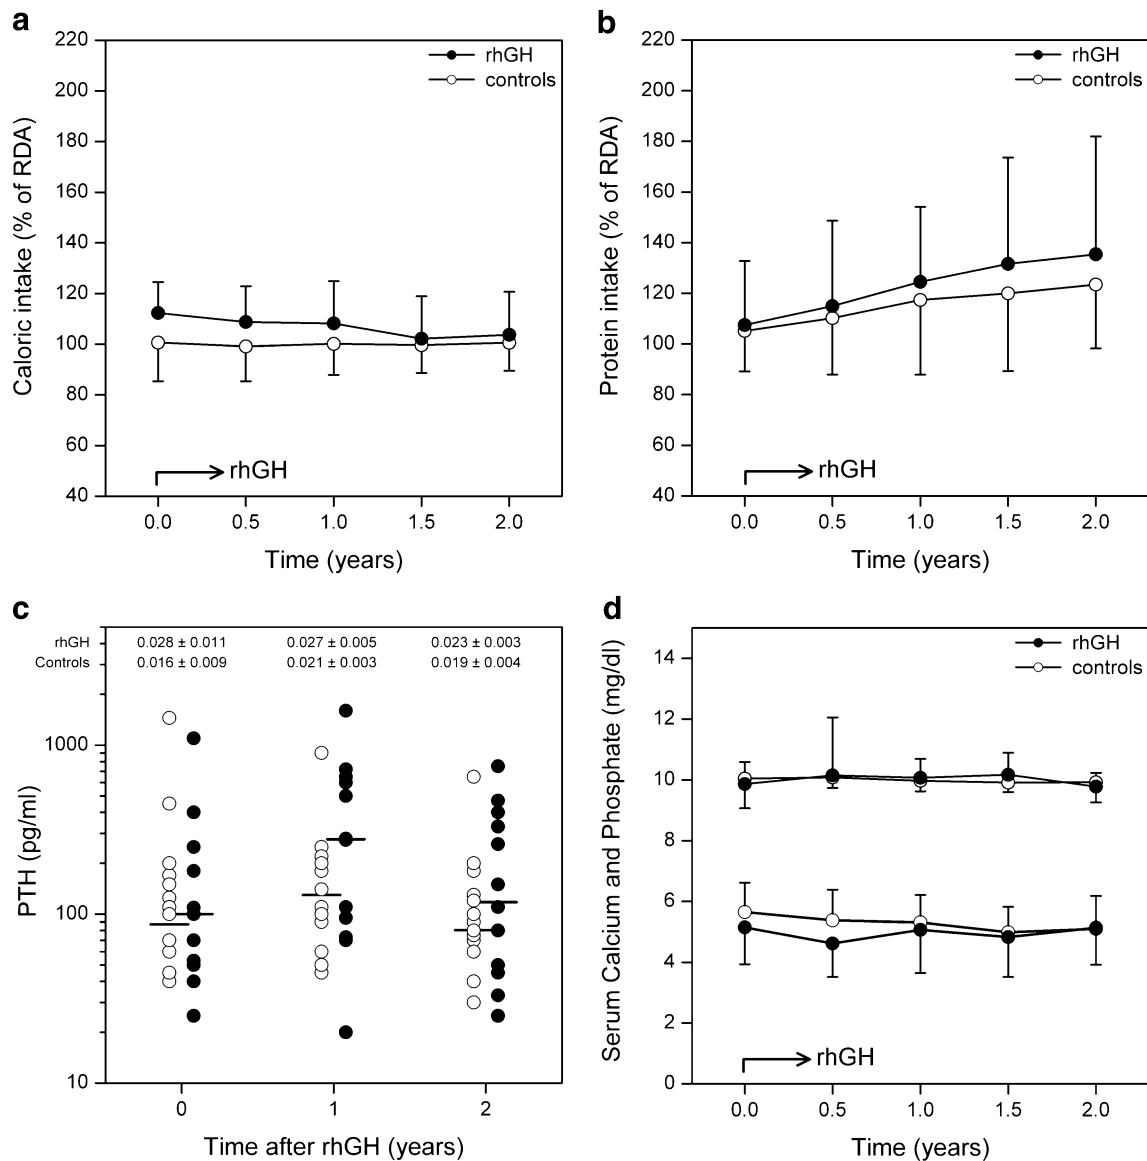 a
220
200
180
160
140
120
100
80
60
40
Caloric intake (% of RDA)
rhGH
controls
rhGH
0.0 0.5 1.0 1.5 2.0
Time (years)
b
220
200
180
160
140
120
100
80
60
40
Protein intake (% of RDA)
rhGH
controls
rhGH
0.0 0.5 1.0 1.5 2.0
Time (years)
c
rhGH 0.028 ± 0.011 0.027 ± 0.005 0.023 ± 0.003
Controls 0.016 ± 0.009 0.021 ± 0.003 0.019 ± 0.004
1000
100
10
PTH (pg/ml)
0 1 2
Time after rhGH (years)
d
14
12
10
8
6
4
2
0
Serum Calcium and Phosphate (mg/dl)
rhGH
controls
rhGH
0.0 0.5 1.0 1.5 2.0
Time (years)